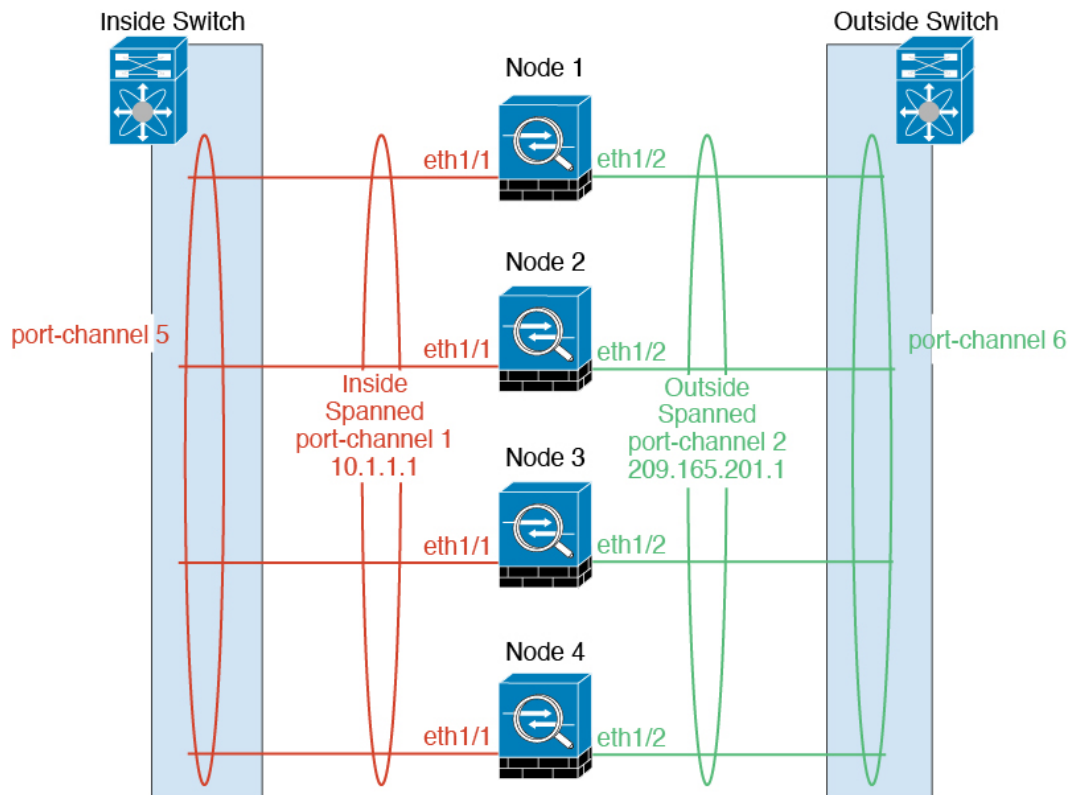 Inside Switch
Outside Switch
Node 1
eth1/1
eth1/2
Node 2
port-channel 5
eth1/1
eth1/2
port-channel 6
Inside
Spanned
port-channel 1
10.1.1.1
Outside
Spanned
port-channel 2
209.165.201.1
Node 3
eth1/1
eth1/2
Node 4
eth1/1
eth1/2